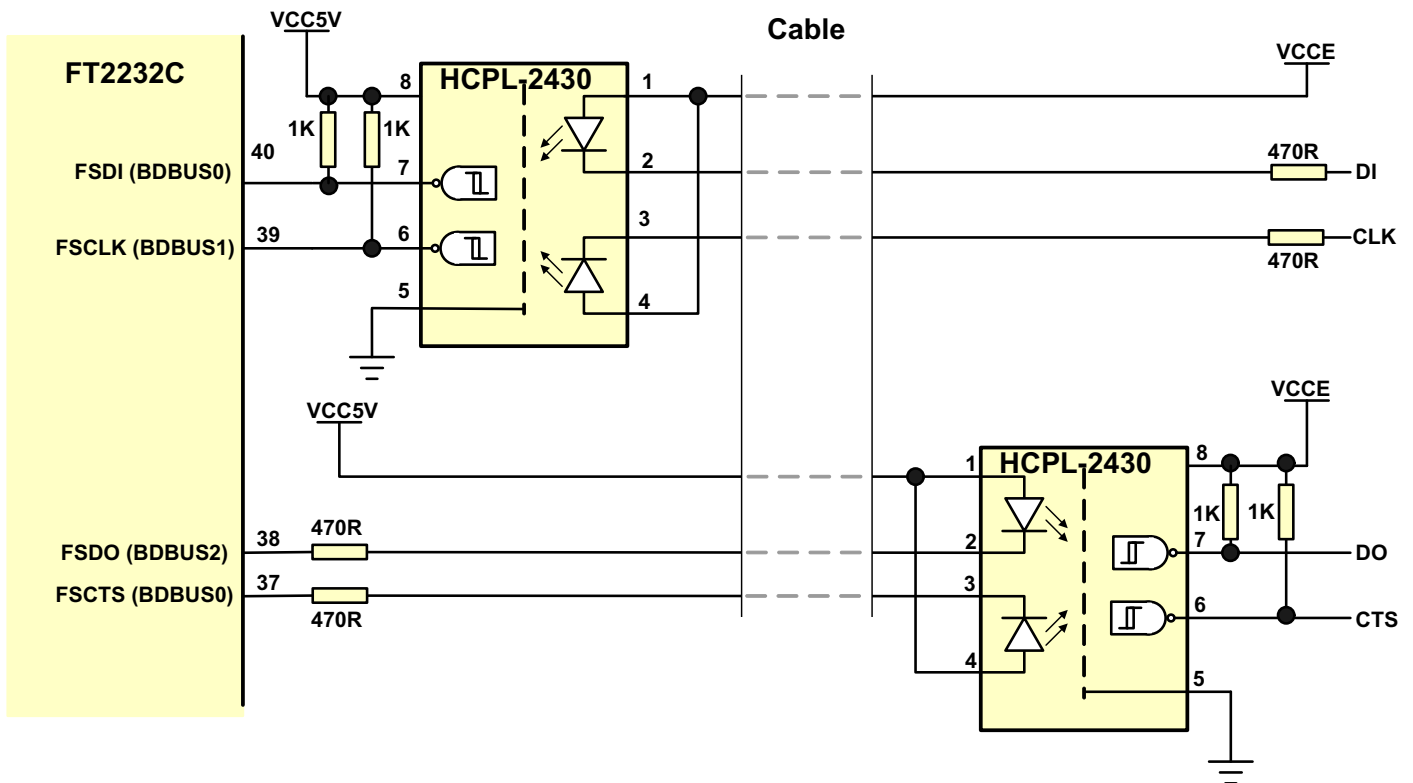 VCC5V
Cable
VCCE
FT2232C
HCPL-2430
8
1
1K
1K
40
470R
FSDI (BDBUS0)
7
2
DI
3
FSCLK (BDBUS1)
39
6
CLK
470R
5
4
VCC5V
VCCE
1
HCPL-2430
8
470R
1K
1K
FSDO (BDBUS2)
38
2
7
DO
FSCTS (BDBUS0)
37
3
6
470R
CTS
4
5